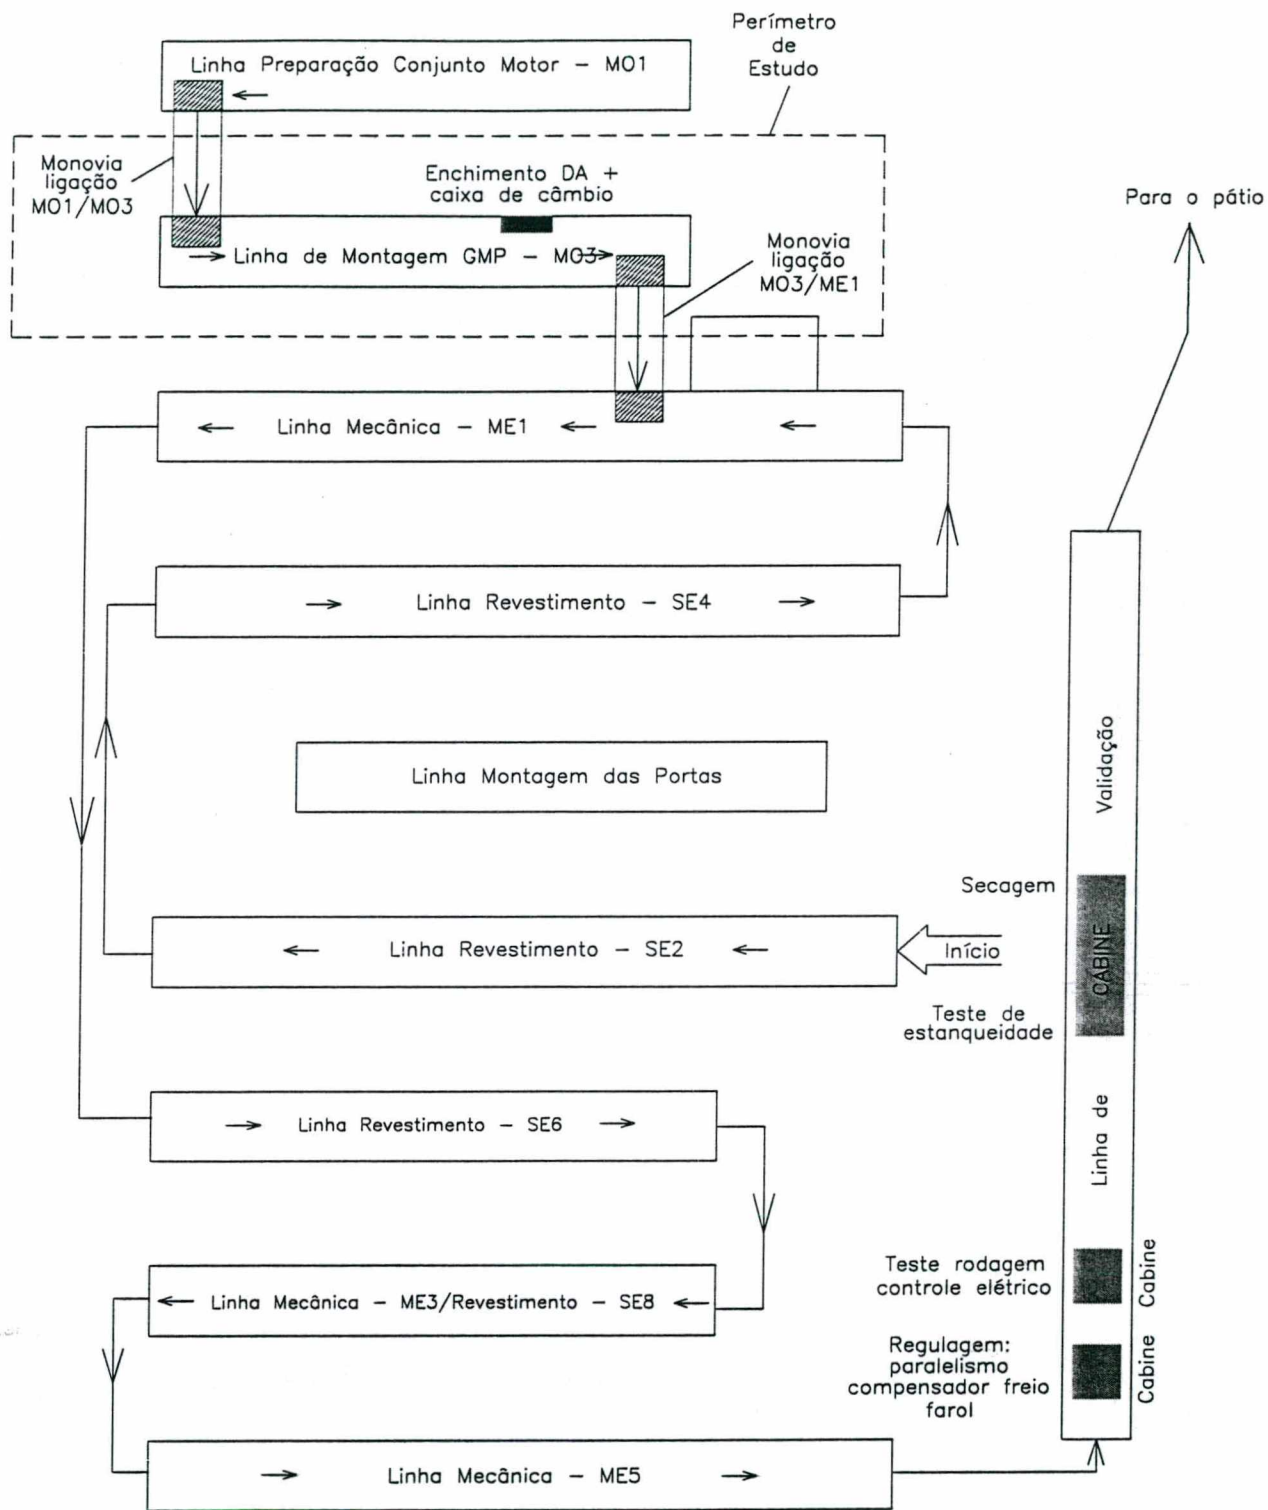 Perímetro
de
Estudo
Linha Preparação Conjunto Motor – MO1
Monovia
ligação
MO1/MO3
Enchimento DA +
caixa de câmbio
Para o pátio
Linha de Montagem GMP – MO3
Monovia
ligação
MO3/ME1
Linha Mecânica – ME1
Linha Revestimento – SE4
Linha Montagem das Portas
Validação
Secagem
CABINE
Linha Revestimento – SE2
Início
Teste de
estanqueidade
Linha de
Linha Revestimento – SE6
Teste rodagem
controle elétrico
Cabine
Linha Mecânica – ME3/Revestimento – SE8
Regulagem:
paralelismo
compensador freio
farol
Cabine
Linha Mecânica – ME5